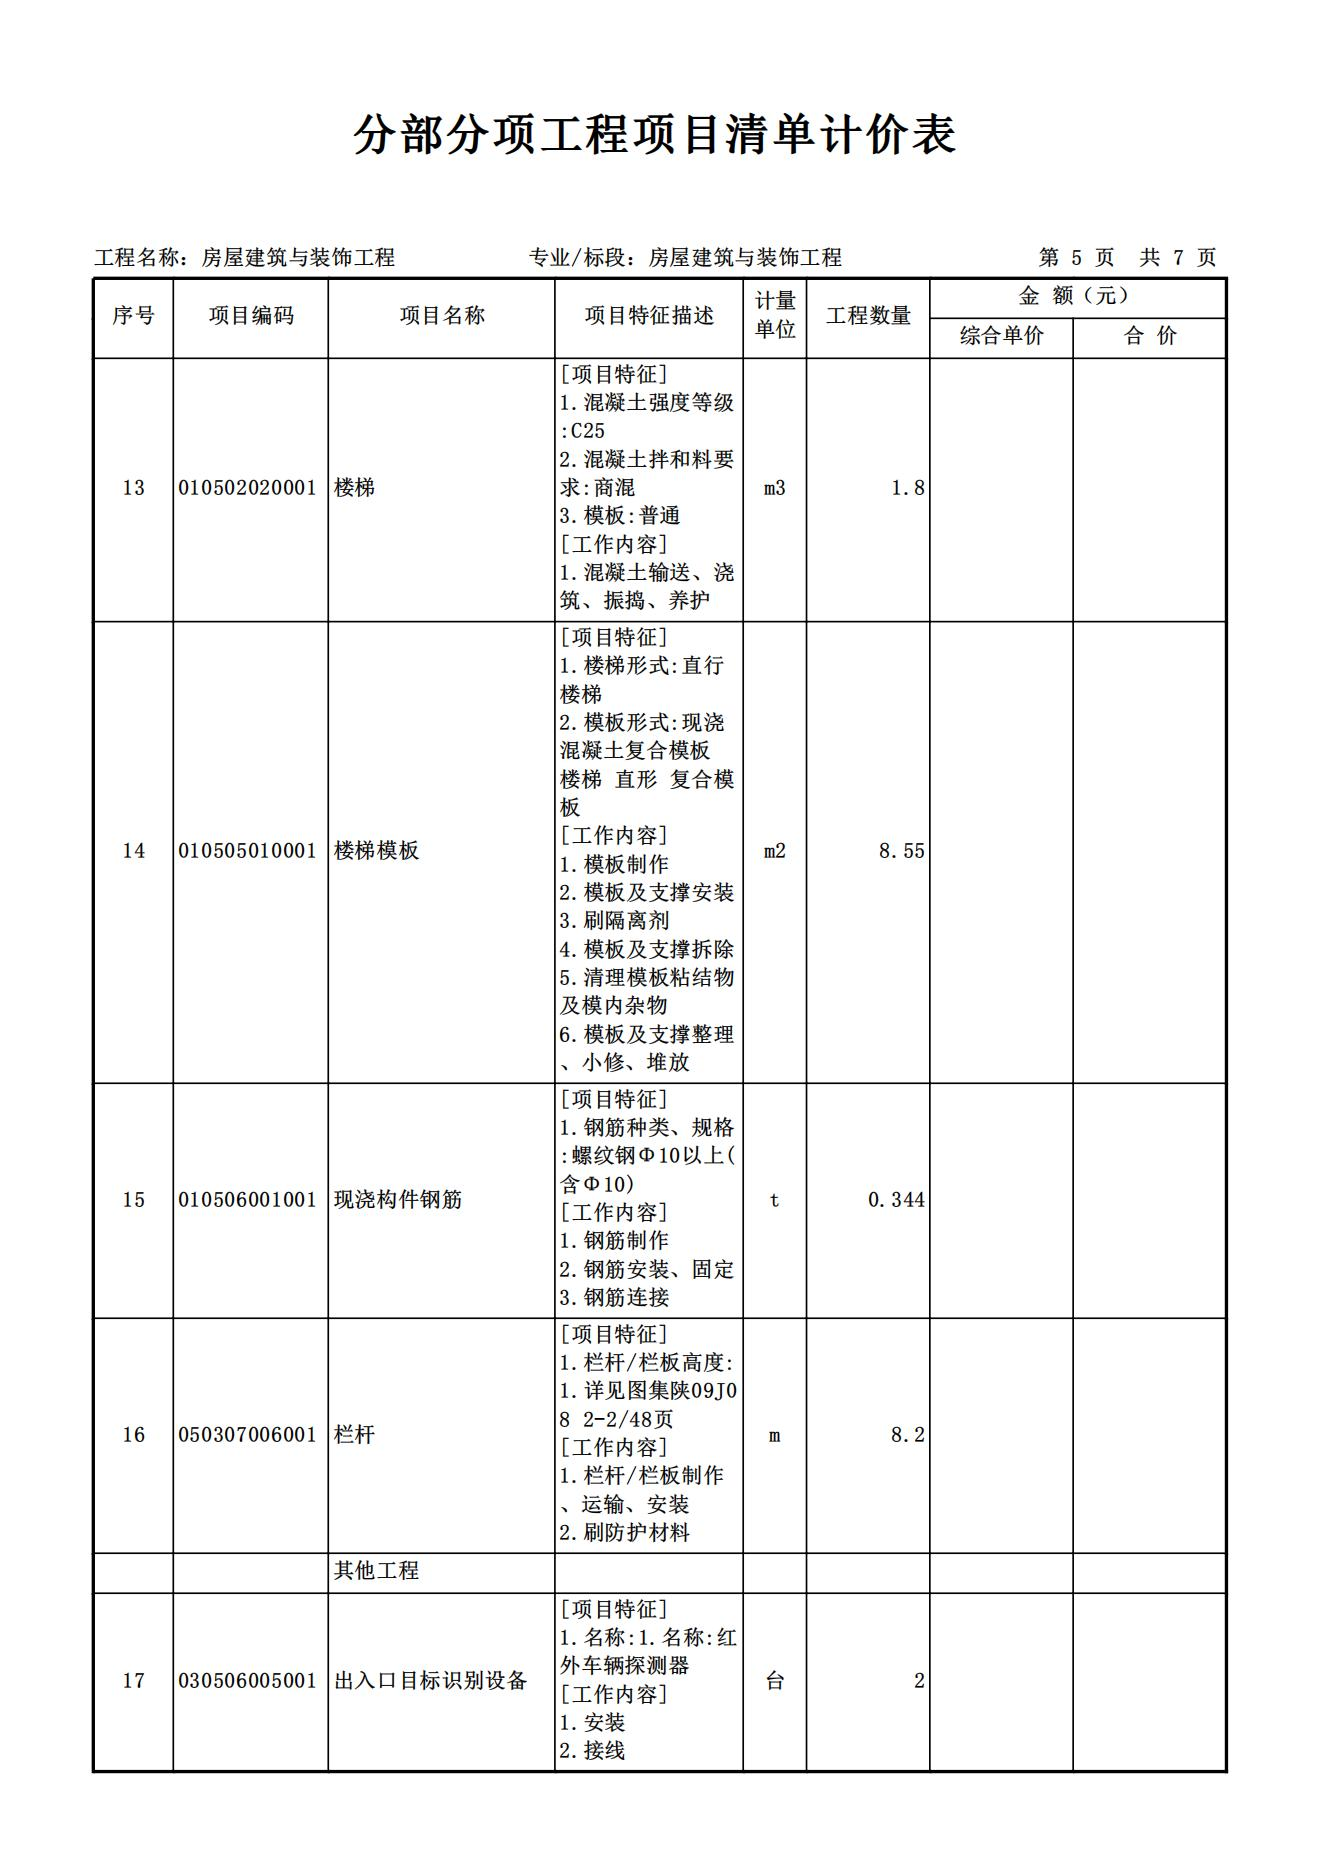 分部分项工程项目清单计价表
工程名称：房屋建筑与装饰工程 专业/标段：房屋建筑与装饰工程 第 5 页 共 7 页
序号 项目编码 项目名称 项目特征描述 计量单位 工程数量 金 额（元）
综合单价 合 价
[项目特征]
1.混凝土强度等级
:C25
2.混凝土拌和料要
求:商混
3.模板:普通
[工作内容]
1.混凝土输送、浇
筑、振捣、养护
13 010502020001 楼梯 m3 1.8
[项目特征]
1.楼梯形式:直行
楼梯
2.模板形式:现浇
混凝土复合模板
楼梯 直形 复合模
板
[工作内容]
1.模板制作
2.模板及支撑安装
3.刷隔离剂
4.模板及支撑拆除
5.清理模板粘结物
及模内杂物
6.模板及支撑整理
、小修、堆放
14 010505010001 楼梯模板 m2 8.55
[项目特征]
1.钢筋种类、规格
:螺纹钢Φ10以上(
含Φ10)
[工作内容]
1.钢筋制作
2.钢筋安装、固定
3.钢筋连接
15 010506001001 现浇构件钢筋 t 0.344
[项目特征]
1.栏杆/栏板高度:
1.详见图集陕09J0
8 2-2/48页
[工作内容]
1.栏杆/栏板制作
、运输、安装
2.刷防护材料
16 050307006001 栏杆 m 8.2
其他工程
[项目特征]
1.名称:1.名称:红
外车辆探测器
[工作内容]
1.安装
2.接线
17 030506005001 出入口目标识别设备 台 2